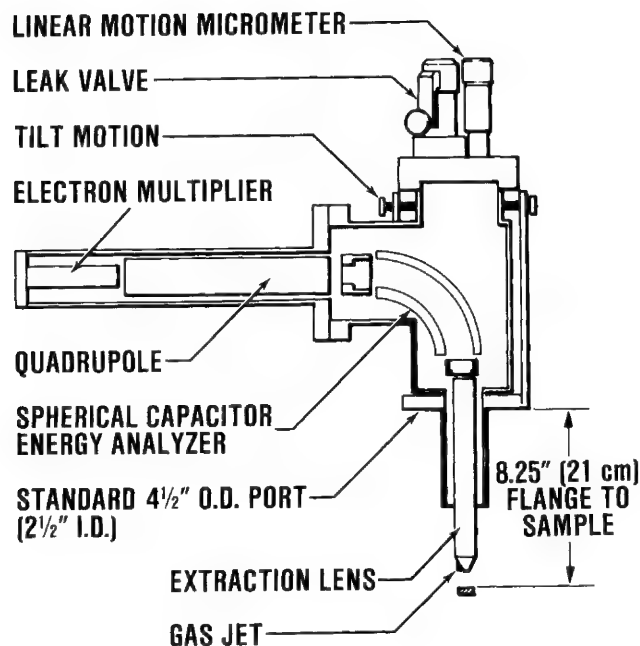 LINEAR MOTION MICROMETER
LEAK VALVE
TILT MOTION
ELECTRON MULTIPLIER
QUADRUPOLE
SPHERICAL CAPACITOR
ENERGY ANALYZER
STANDARD 4½" O.D. PORT
(2½" I.D.)
8.25" (21 cm)
FLANGE TO
SAMPLE
EXTRACTION LENS
GAS JET